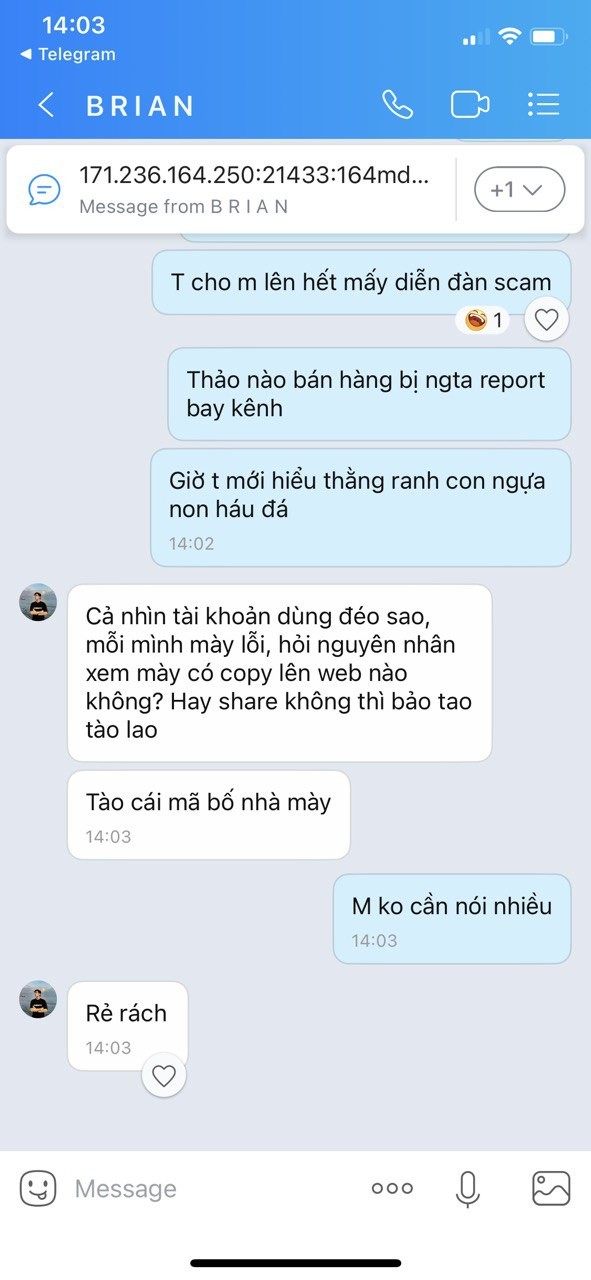 14:03
◀ Telegram
B R I A N
171.236.164.250:21433:164md...
Message from B R I A N
+1
T cho m lên hết mấy diễn đàn scam
1
Thảo nào bán hàng bị ngta report
bay kênh
Giờ t mới hiểu thằng ranh con ngựa
non háu đá
14:02
Cả nhìn tài khoản dùng đéo sao,
mỗi mình mày lỗi, hỏi nguyên nhân
xem mày có copy lên web nào
không? Hay share không thì bảo tao
tào lao
Tào cái mã bố nhà mày
14:03
M ko cần nói nhiều
14:03
Rẻ rách
14:03
Message